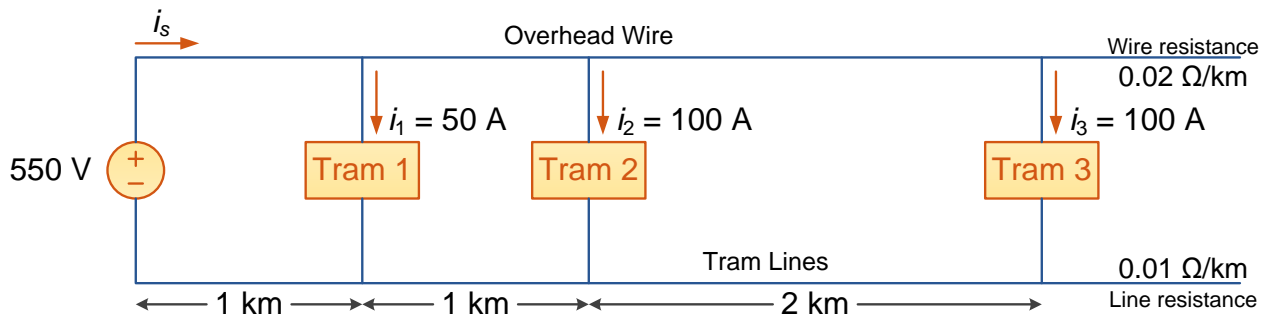 i_s
Overhead Wire
Wire resistance
0.02 Ω/km
i_1 = 50 A
i_2 = 100 A
i_3 = 100 A
550 V
+
−
Tram 1
Tram 2
Tram 3
Tram Lines
0.01 Ω/km
Line resistance
1 km
1 km
2 km